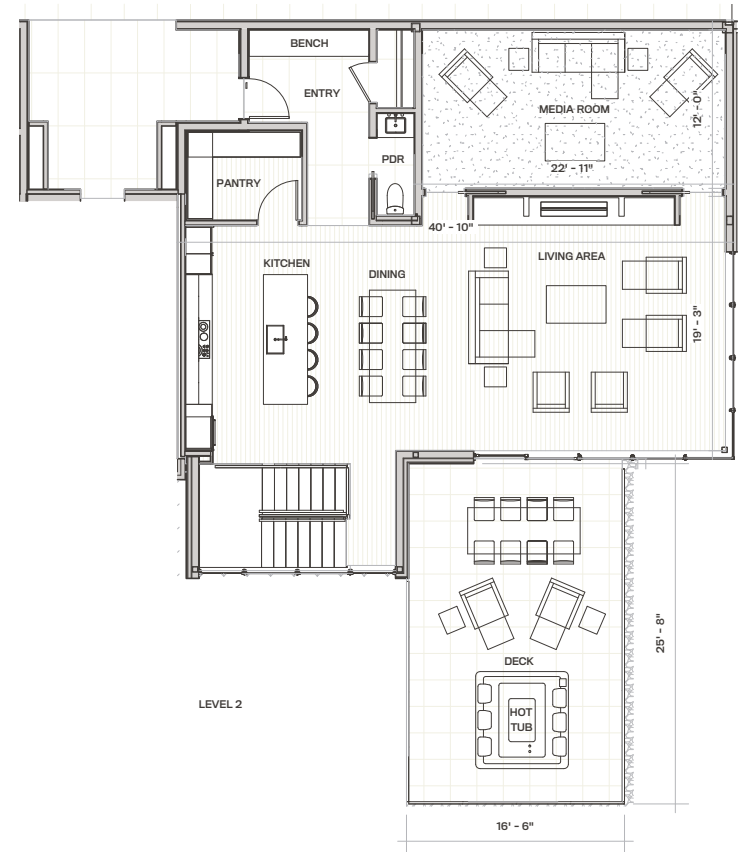 BENCH
ENTRY
MEDIA ROOM
12' - 0"
PDR
22' - 11"
PANTRY
40' - 10"
LIVING AREA
KITCHEN
DINING
19' - 3"
25' - 8"
DECK
LEVEL 2
HOT
TUB
16' - 6"